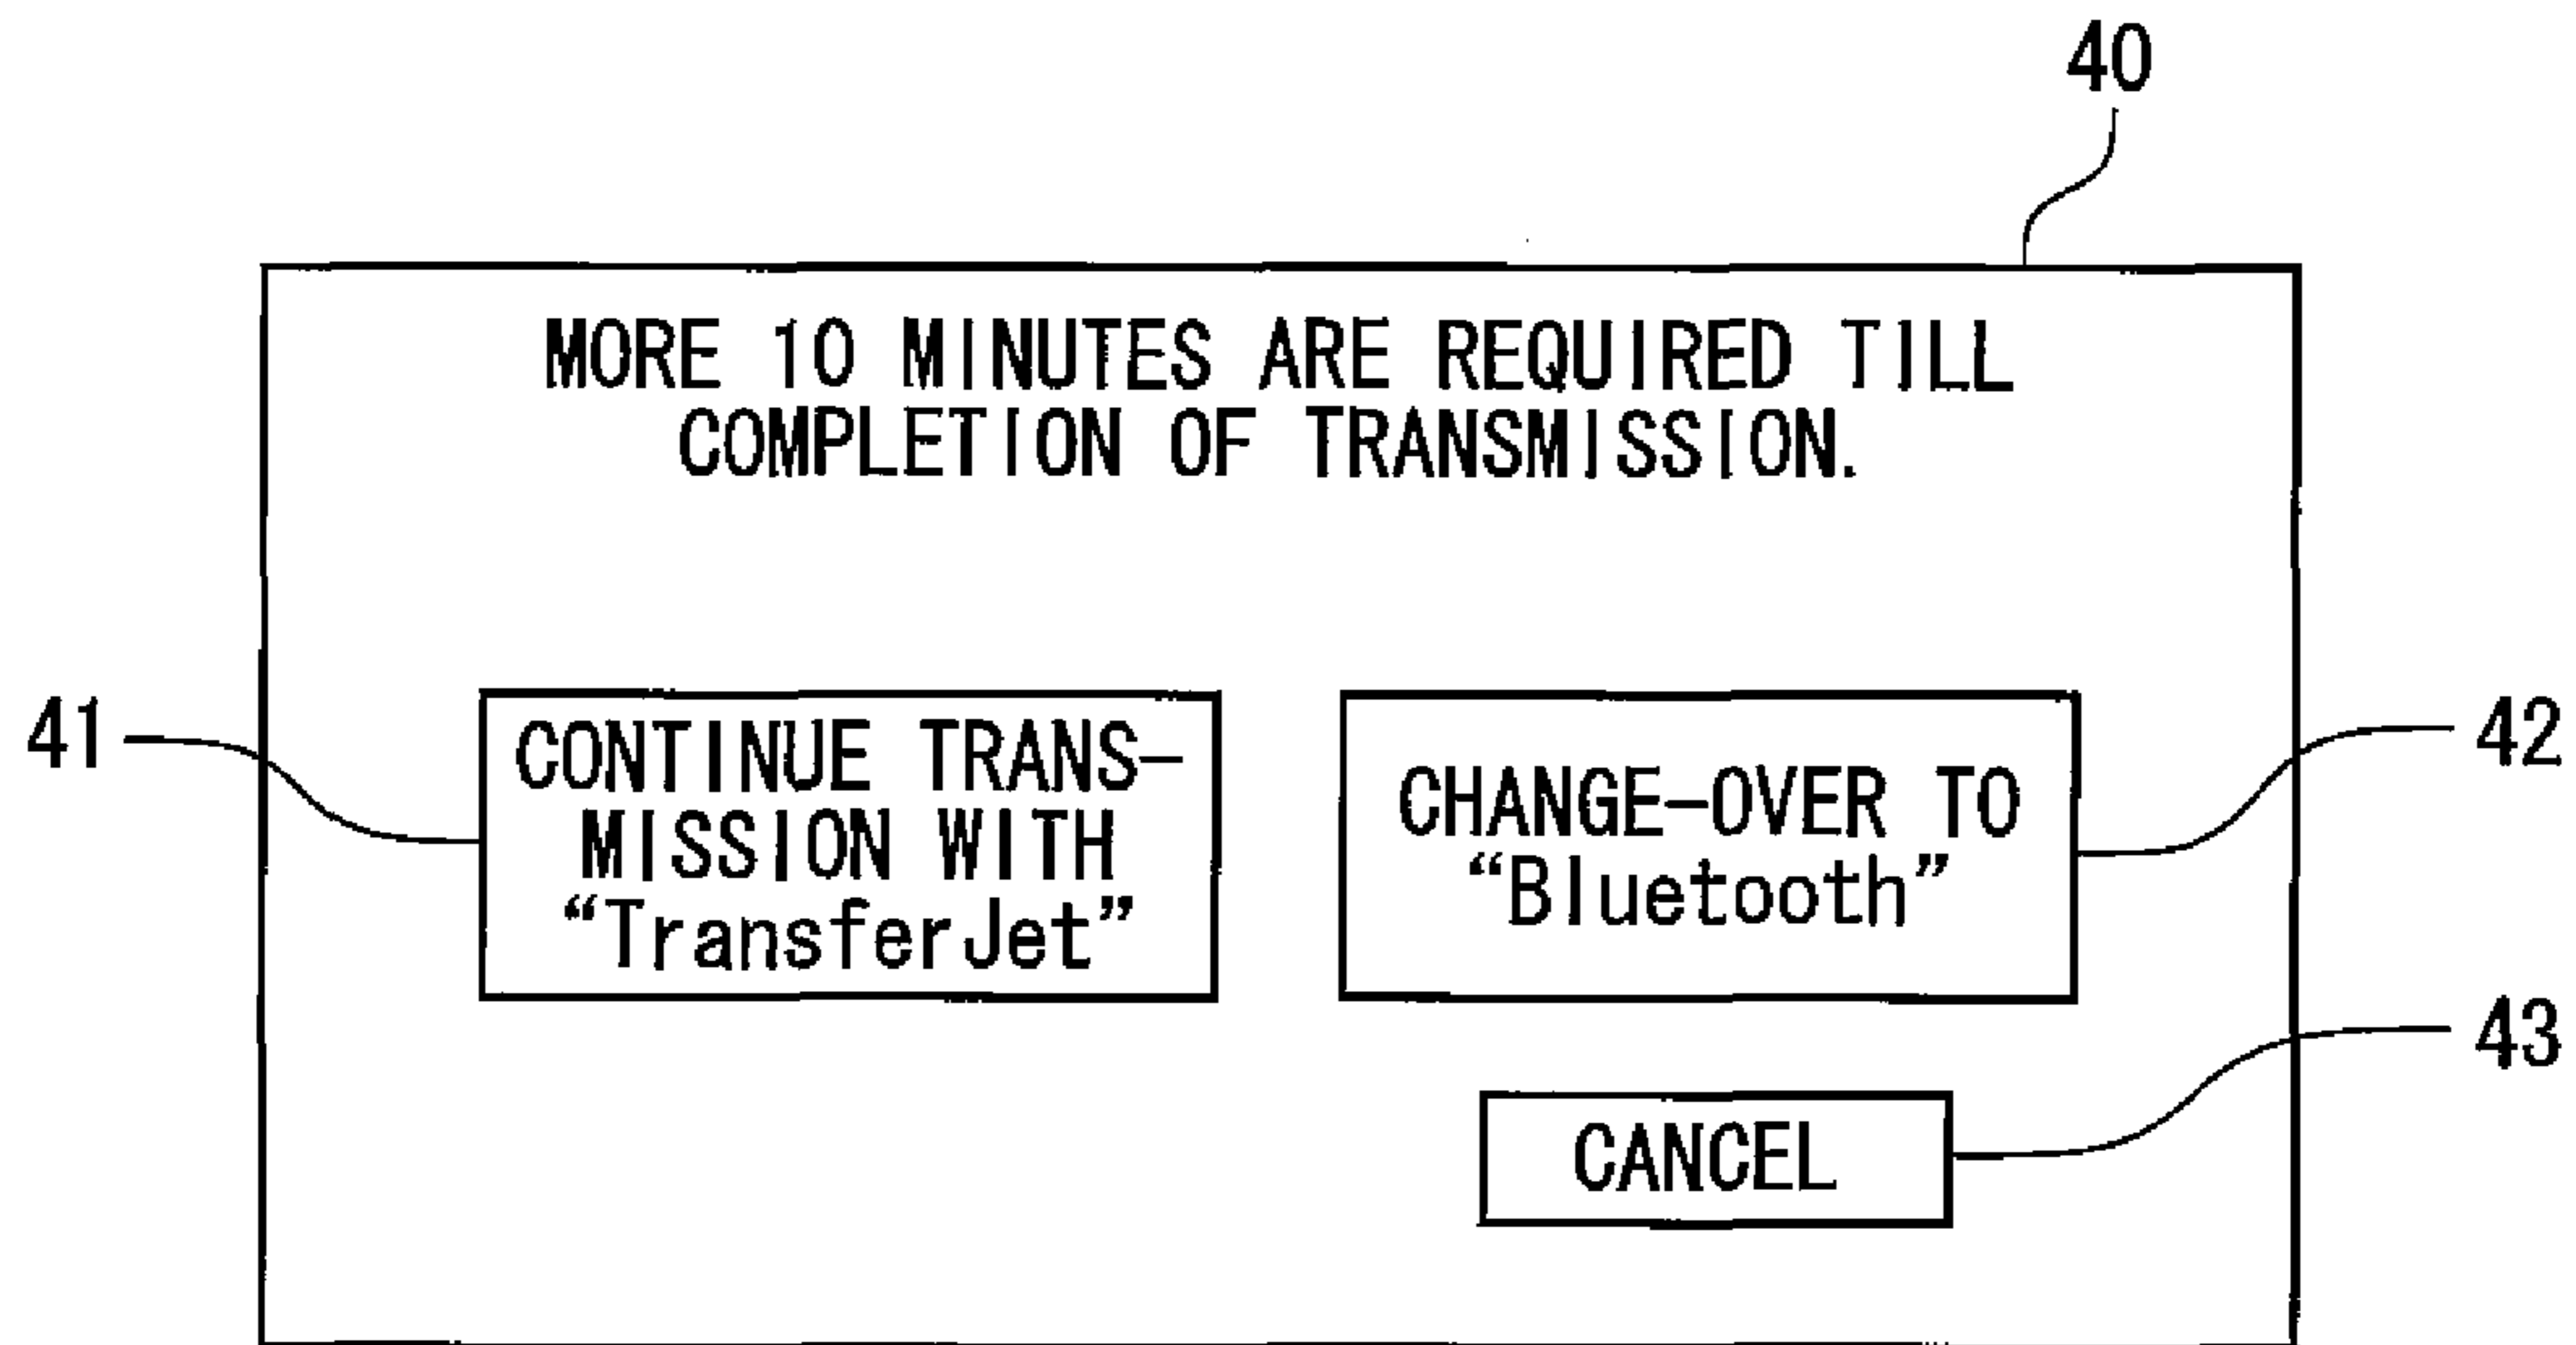 40
MORE 10 MINUTES ARE REQUIRED TILL
COMPLETION OF TRANSMISSION.
41
CONTINUE TRANS-
MISSION WITH
“TransferJet”
CHANGE-OVER TO
“Bluetooth”
42
CANCEL
43